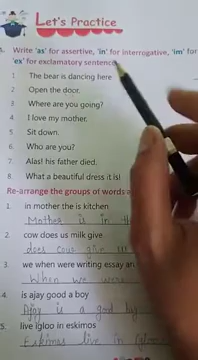 Let's Practice
Write 'as' for assertive, 'in' for interrogative, 'im' for
'ex' for exclamatory sentence
1 The bear is dancing here
2 Open the door.
3 Where are you going?
4 I love my mother.
5 Sit down.
6 Who are you?
7 Alas! his father died.
8 What a beautiful dress it is!
Re-arrange the groups of words a
1. in mother the is kitchen
Mother is in th
2. cow does us milk give
does cow give
3 we when were writing essay an
When we
4 is ajay good a boy
Ajoy is a good boy
5. live igloo in eskimos
Eskimos live in